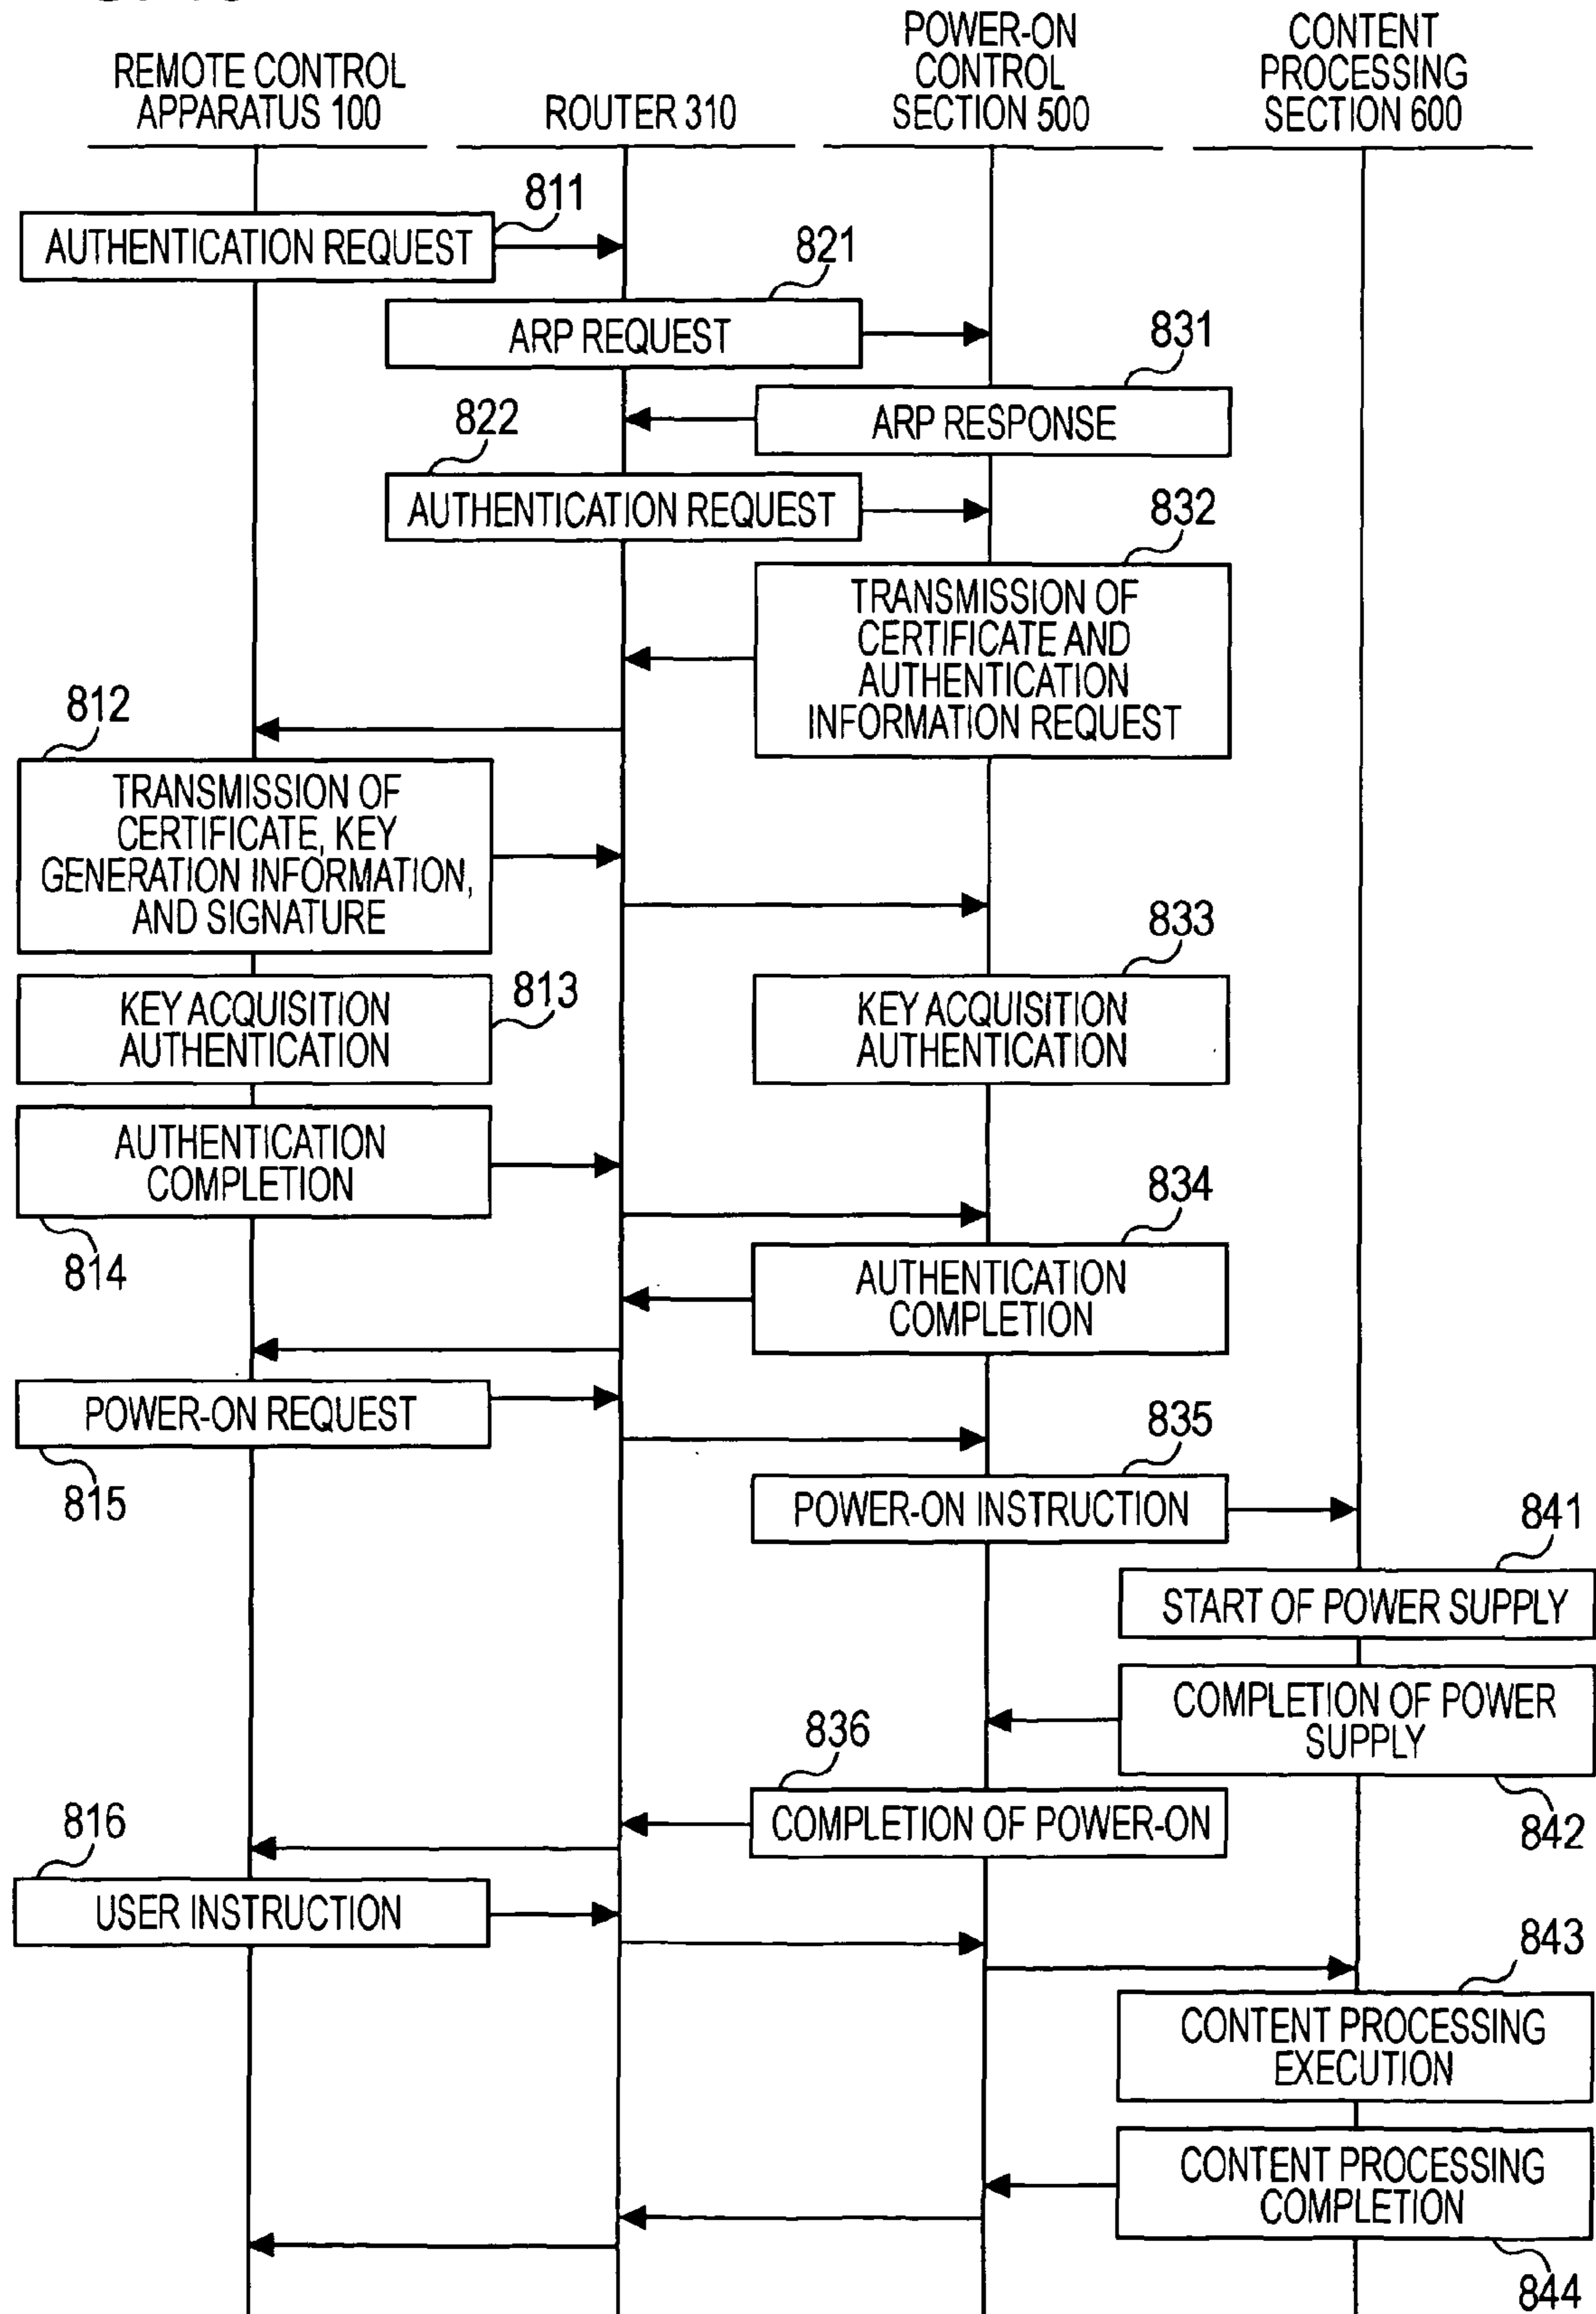 REMOTE CONTROL
APPARATUS 100
ROUTER 310
POWER-ON
CONTROL
SECTION 500
CONTENT
PROCESSING
SECTION 600
811
AUTHENTICATION REQUEST
821
ARP REQUEST
831
ARP RESPONSE
822
AUTHENTICATION REQUEST
832
TRANSMISSION OF
CERTIFICATE AND
AUTHENTICATION
INFORMATION REQUEST
812
TRANSMISSION OF
CERTIFICATE, KEY
GENERATION INFORMATION,
AND SIGNATURE
813
KEY ACQUISITION
AUTHENTICATION
833
KEY ACQUISITION
AUTHENTICATION
AUTHENTICATION
COMPLETION
814
834
AUTHENTICATION
COMPLETION
POWER-ON REQUEST
815
835
POWER-ON INSTRUCTION
841
START OF POWER SUPPLY
COMPLETION OF POWER
SUPPLY
842
836
COMPLETION OF POWER-ON
816
USER INSTRUCTION
843
CONTENT PROCESSING
EXECUTION
CONTENT PROCESSING
COMPLETION
844